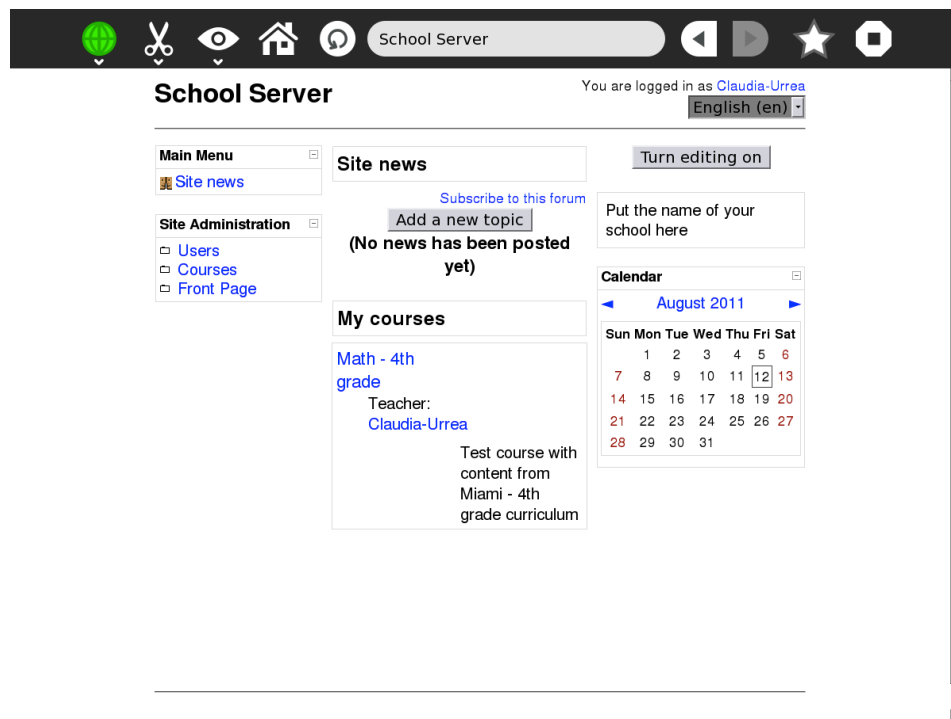 School Server
School Server
You are logged in as Claudia-Urrea
English (en)
Main Menu
Site news
Site Administration
Users
Courses
Front Page
Site news
Subscribe to this forum
Add a new topic
(No news has been posted
yet)
My courses
Math - 4th
grade
Teacher:
Claudia-Urrea
Test course with
content from
Miami - 4th
grade curriculum
Turn editing on
Put the name of your
school here
Calendar
◄ August 2011 ►
Sun Mon Tue Wed Thu Fri Sat
1 2 3 4 5 6
7 8 9 10 11 12 13
14 15 16 17 18 19 20
21 22 23 24 25 26 27
28 29 30 31